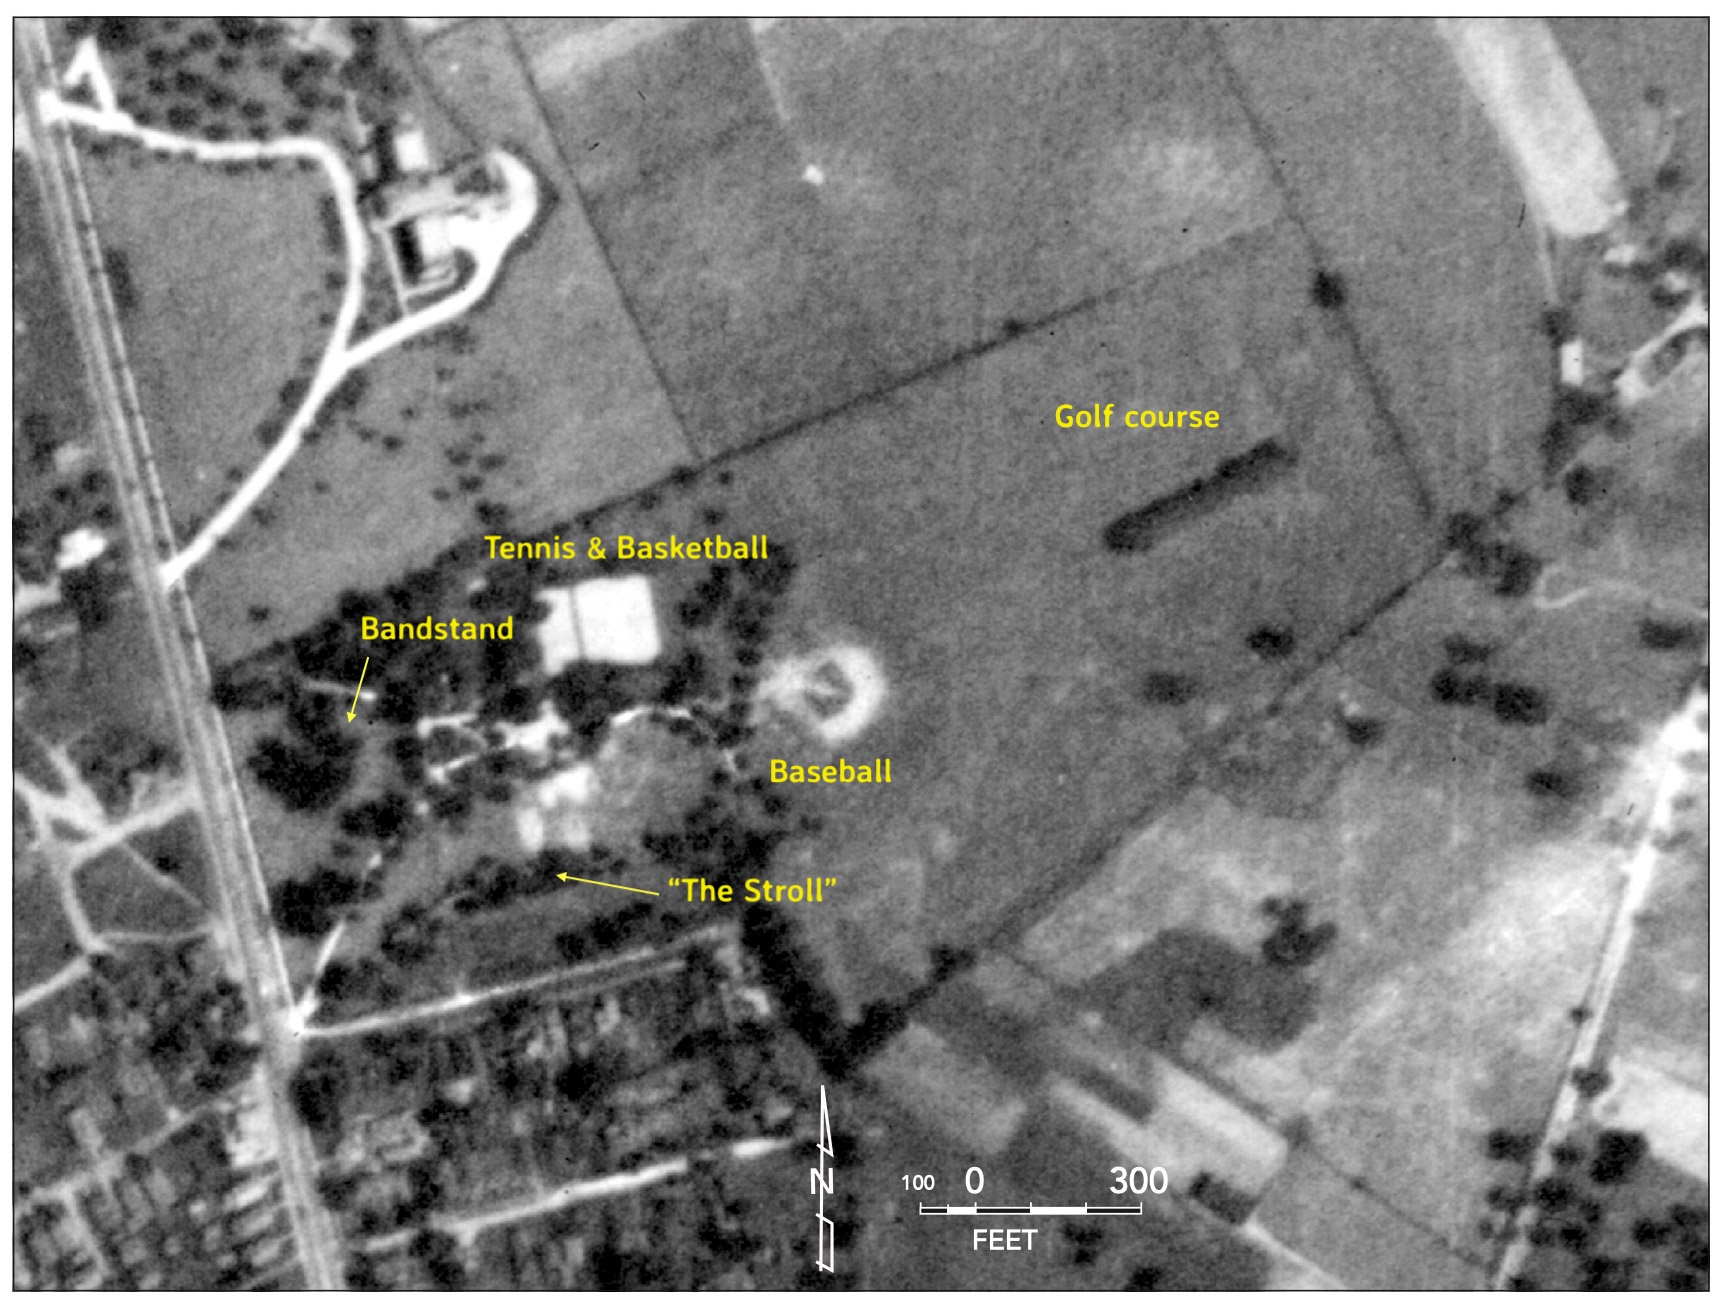 Golf course
Tennis & Basketball
Bandstand
Baseball
“The Stroll”
N
100 0 300
FEET